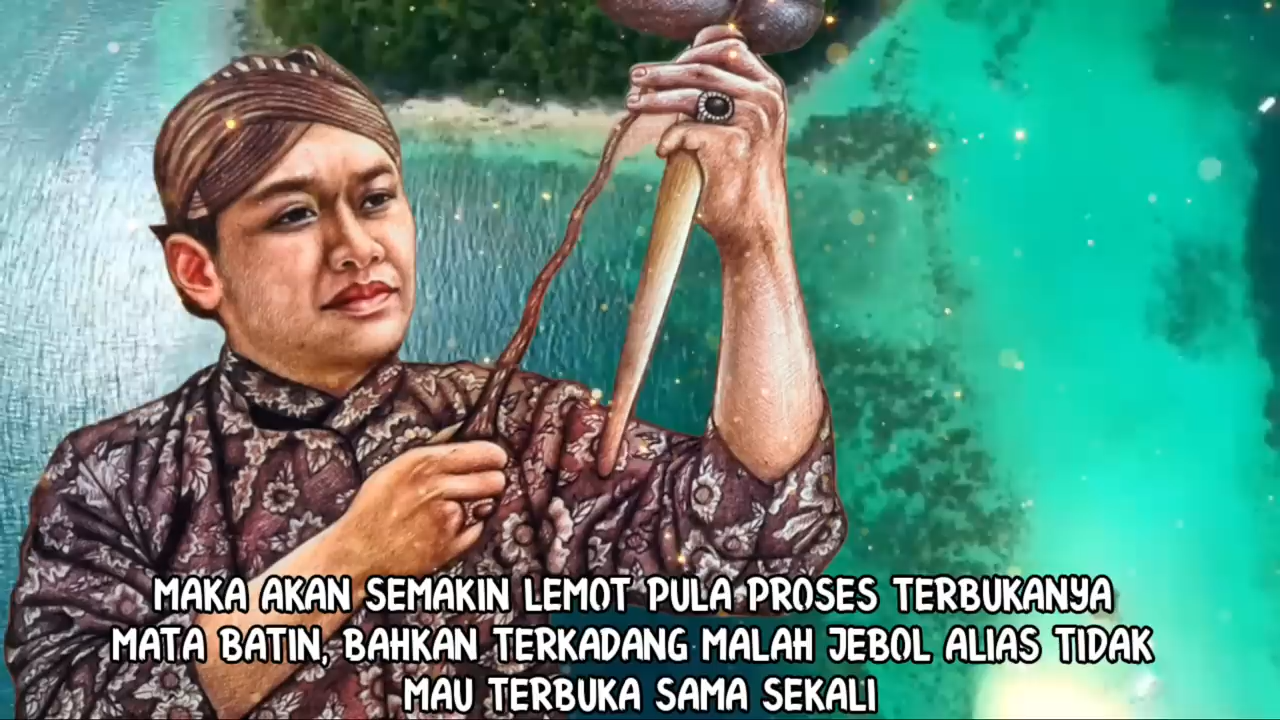 MAKA AKAN SEMAKIN LEMOT PULA PROSES TERBUKANYA
MATA BATIN, BAHKAN TERKADANG MALAH JEBOL ALIAS TIDAK
MAU TERBUKA SAMA SEKALI